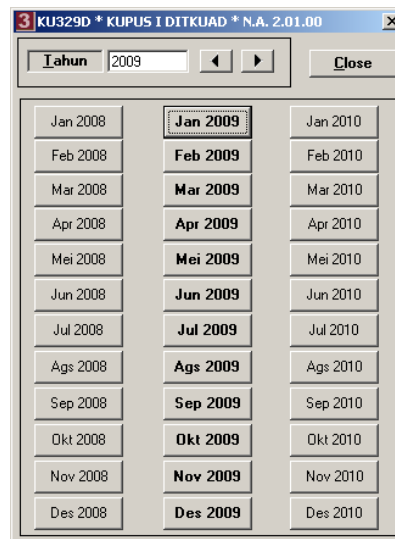 3 KU329D * KUPUS I DITKUAD * N.A. 2.01.00
Tahun 2009 Close
Jan 2008 Jan 2009 Jan 2010
Feb 2008 Feb 2009 Feb 2010
Mar 2008 Mar 2009 Mar 2010
Apr 2008 Apr 2009 Apr 2010
Mei 2008 Mei 2009 Mei 2010
Jun 2008 Jun 2009 Jun 2010
Jul 2008 Jul 2009 Jul 2010
Ags 2008 Ags 2009 Ags 2010
Sep 2008 Sep 2009 Sep 2010
Okt 2008 Okt 2009 Okt 2010
Nov 2008 Nov 2009 Nov 2010
Des 2008 Des 2009 Des 2010